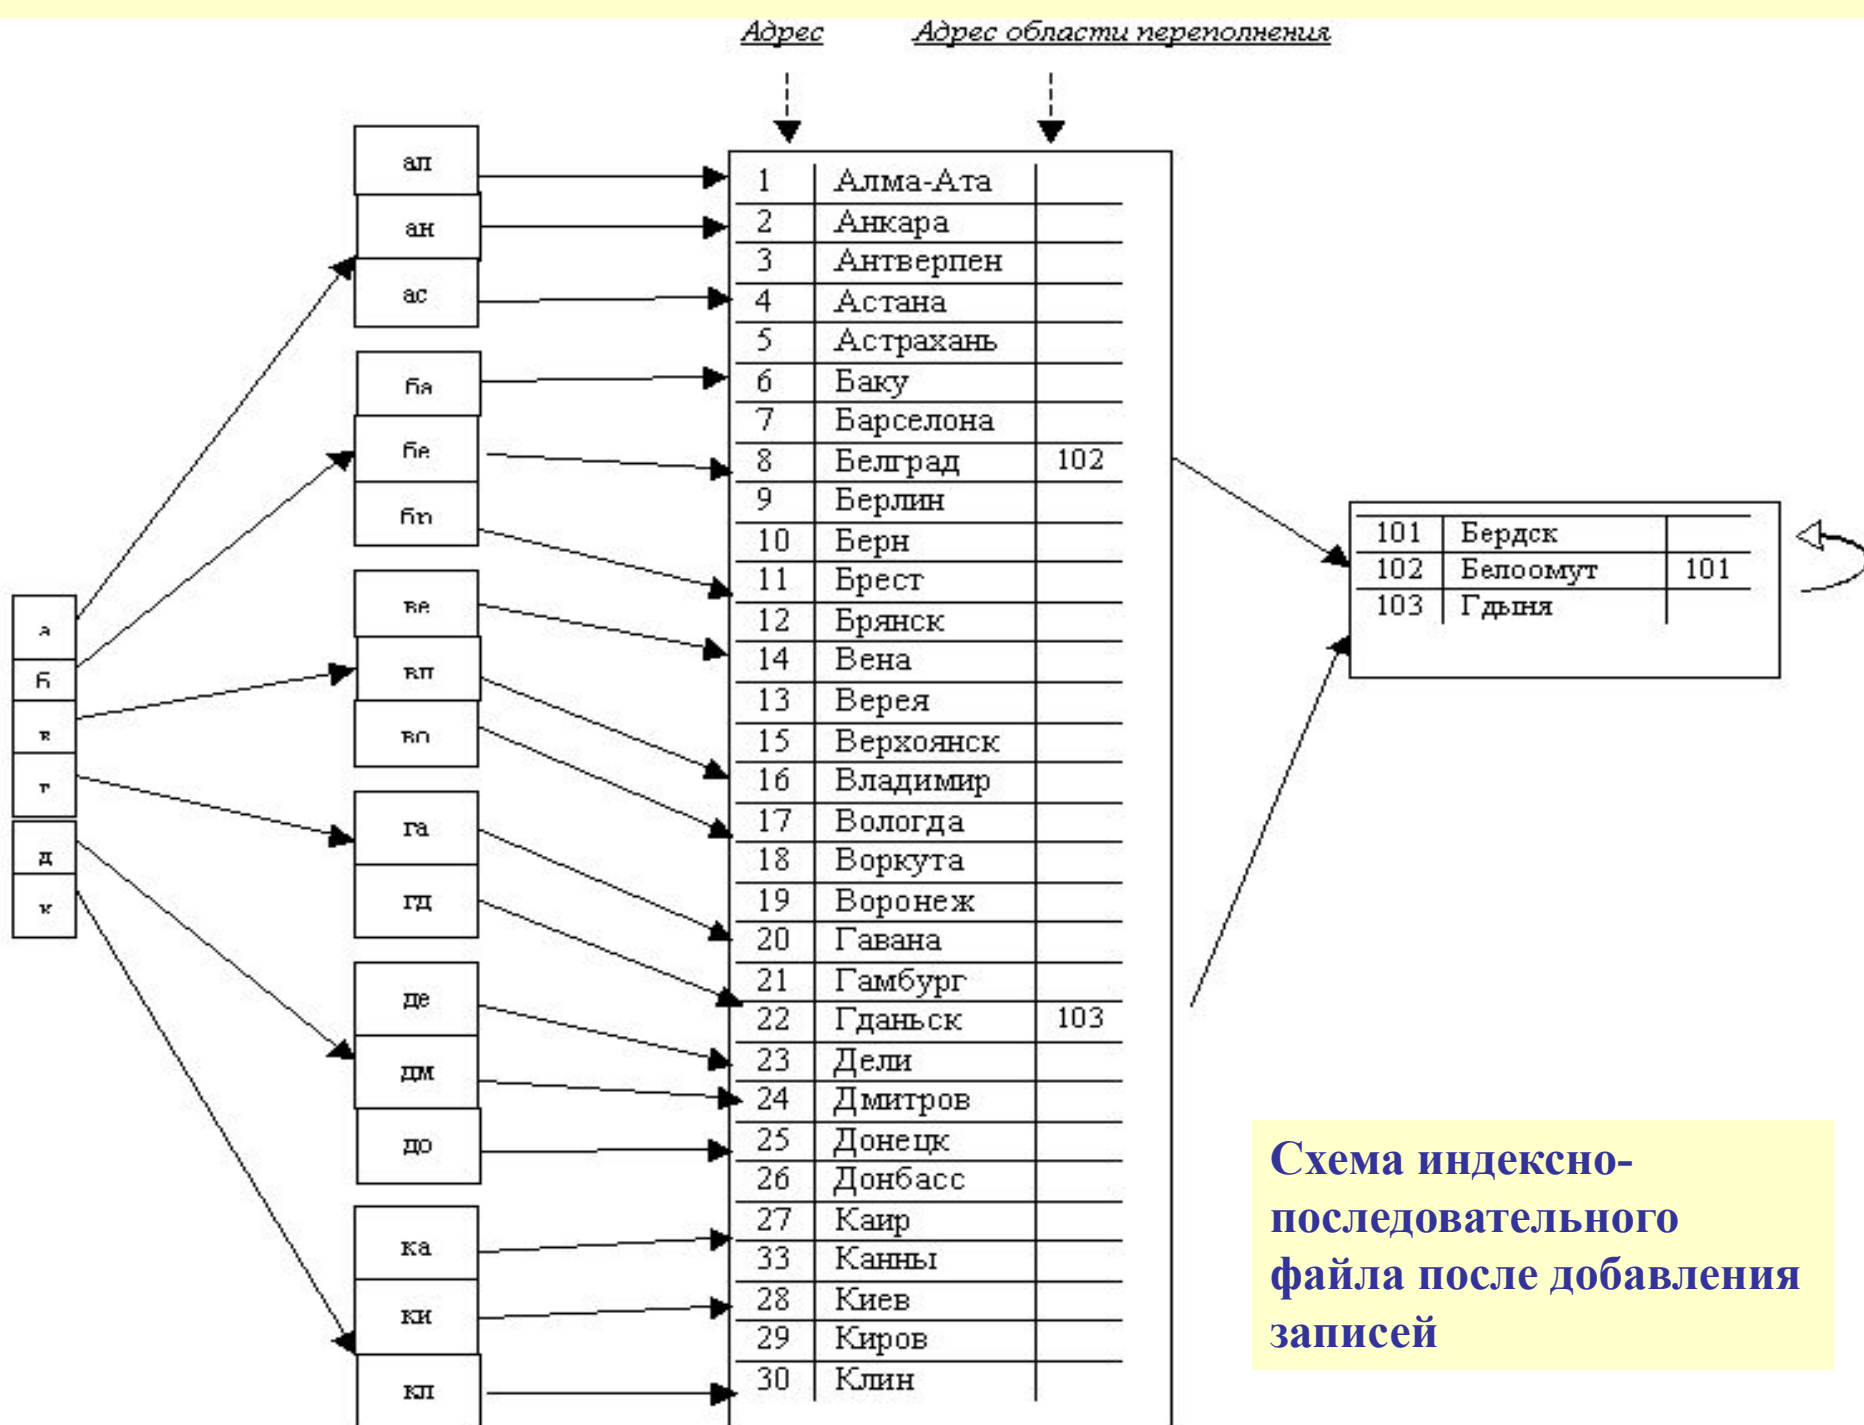 Адрес
Адрес области переполнения
а
б
в
г
д
к
ал
ан
ас
ба
бе
бр
ве
вл
во
га
гд
де
дм
до
ка
ки
кл
1 Алма-Ата
2 Анкара
3 Антверпен
4 Астана
5 Астрахань
6 Баку
7 Барселона
8 Белград 102
9 Берлин
10 Берн
11 Брест
12 Брянск
14 Вена
13 Верея
15 Верхоянск
16 Владимир
17 Вологда
18 Воркута
19 Воронеж
20 Гавана
21 Гамбург
22 Гданьск 103
23 Дели
24 Дмитров
25 Донецк
26 Донбасс
27 Каир
33 Канны
28 Киев
29 Киров
30 Клин
101 Бердск
102 Белоомут 101
103 Гдыня
Схема индексно-
последовательного
файла после добавления
записей